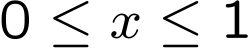 0 ≤ x ≤ 1